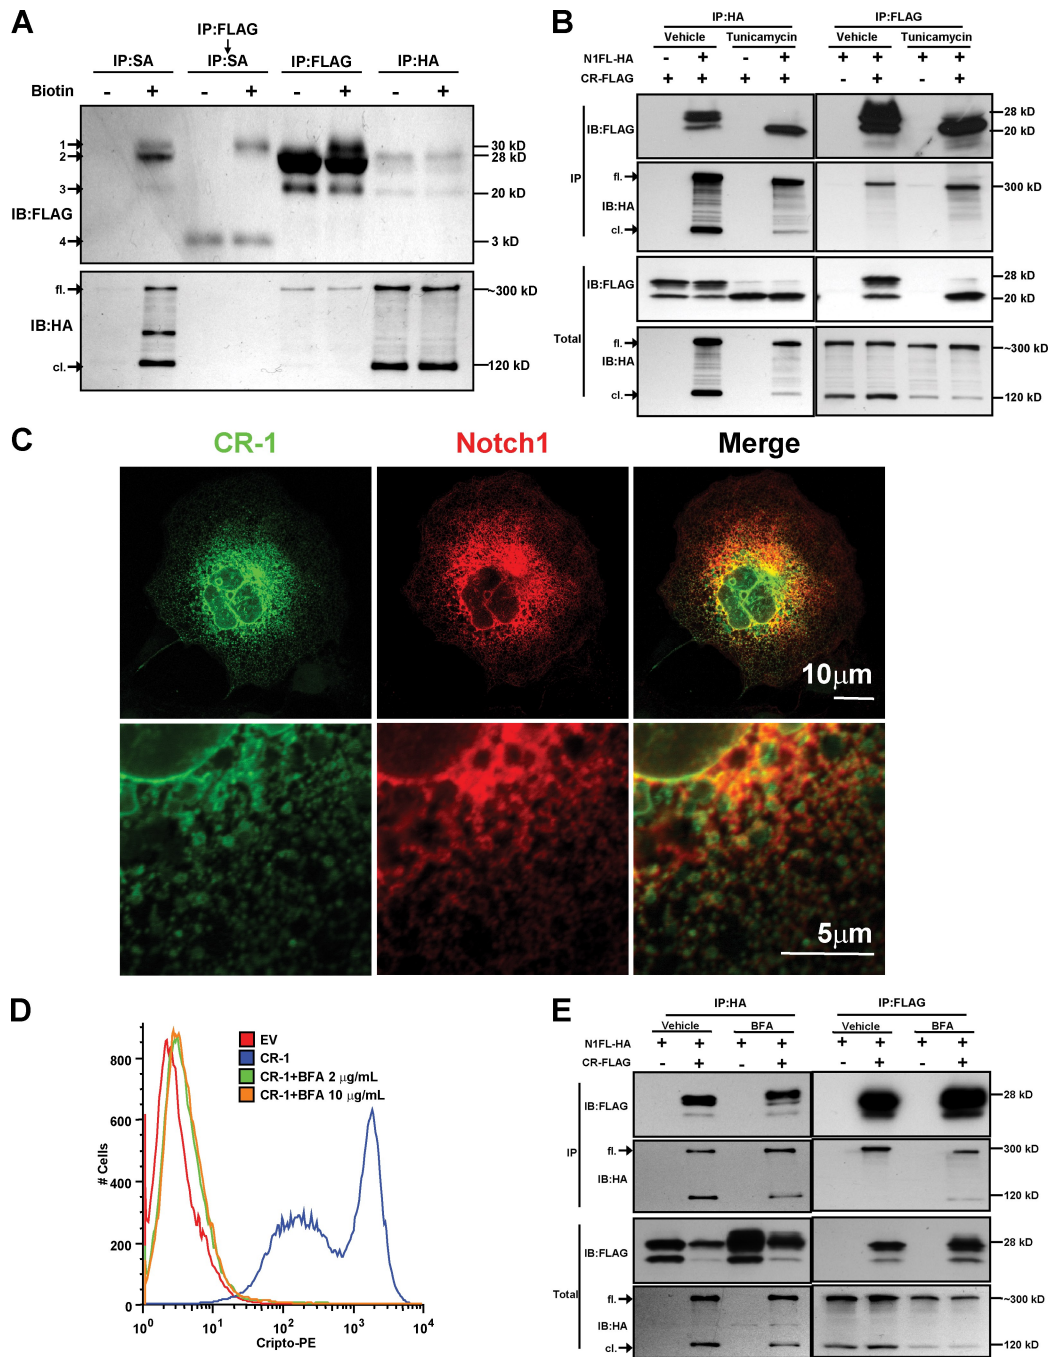 A
IP:FLAG
IP:SA
IP:SA
IP:FLAG
IP:HA
Biotin
- + - + - + - +
1
2
3
4
30 kD
28 kD
20 kD
3 kD
IB:FLAG
fl.
cl.
IB:HA
~300 kD
120 kD
B
IP:HA
IP:FLAG
Vehicle
Tunicamycin
Vehicle
Tunicamycin
N1FL-HA
- + - + + + + +
CR-FLAG
+ + + + - + - +
IP
IB:FLAG
28 kD
20 kD
fl.
IB:HA
cl.
300 kD
Total
IB:FLAG
28 kD
20 kD
fl.
IB:HA
cl.
~300 kD
120 kD
C
CR-1
Notch1
Merge
10μm
5μm
D
# Cells
800
600
400
200
0
10⁰ 10¹ 10² 10³ 10⁴
Cripto-PE
EV
CR-1
CR-1+BFA 2 μg/mL
CR-1+BFA 10 μg/mL
E
IP:HA
IP:FLAG
Vehicle
BFA
Vehicle
BFA
N1FL-HA
+ + + + + + + +
CR-FLAG
- + - + - + - +
IP
IB:FLAG
28 kD
fl.
IB:HA
300 kD
120 kD
Total
IB:FLAG
28 kD
fl.
IB:HA
cl.
~300 kD
120 kD